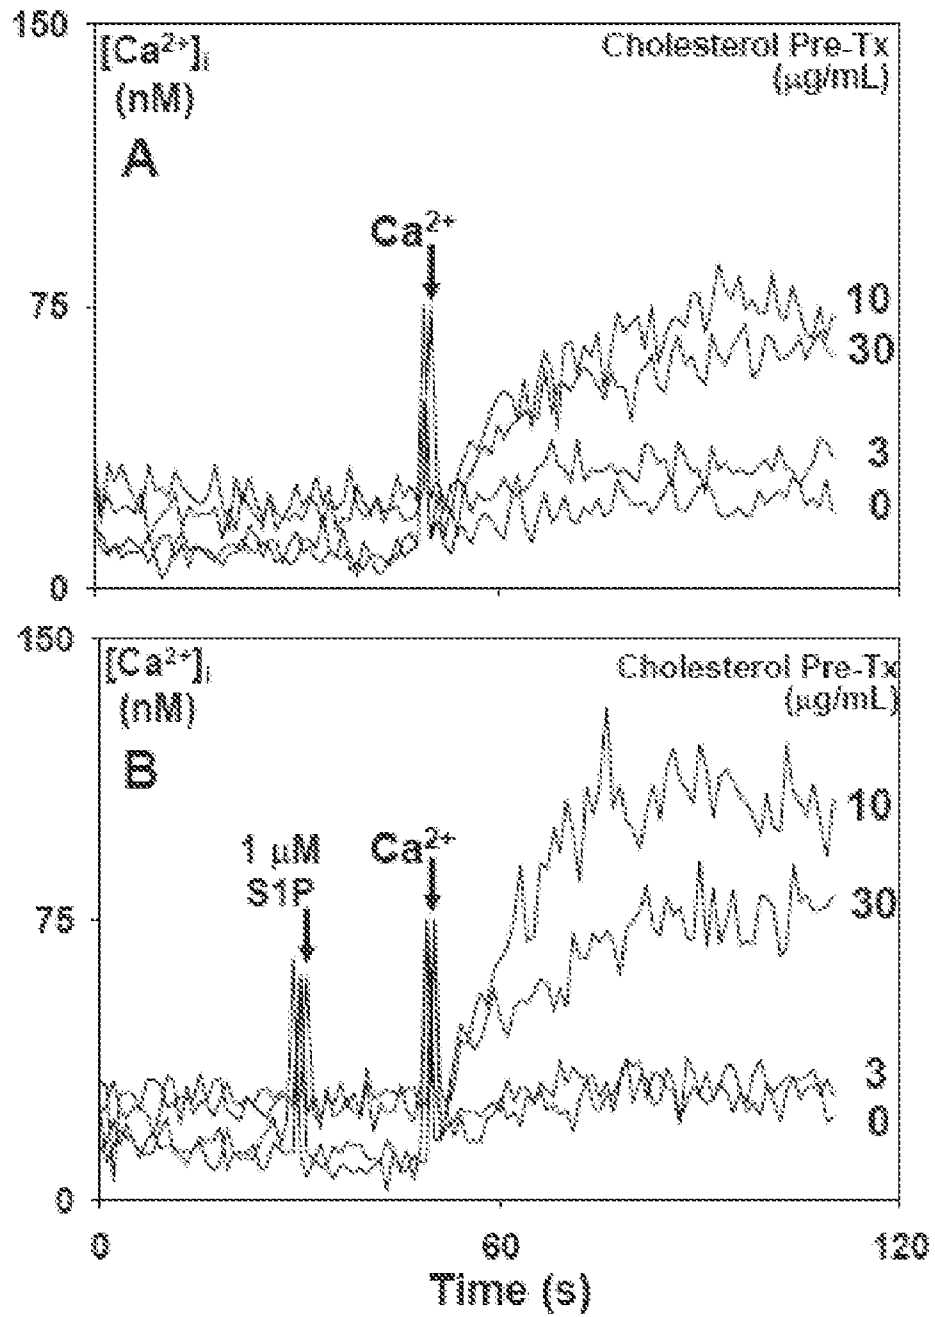 150
[Ca²⁺]ᵢ
(nM)
Cholesterol Pre-Tx
(μg/mL)
A
Ca²⁺
75
10
30
3
0
0
150
[Ca²⁺]ᵢ
(nM)
Cholesterol Pre-Tx
(μg/mL)
B
1 μM
S1P
Ca²⁺
10
75
30
3
0
0
0
60
120
Time (s)